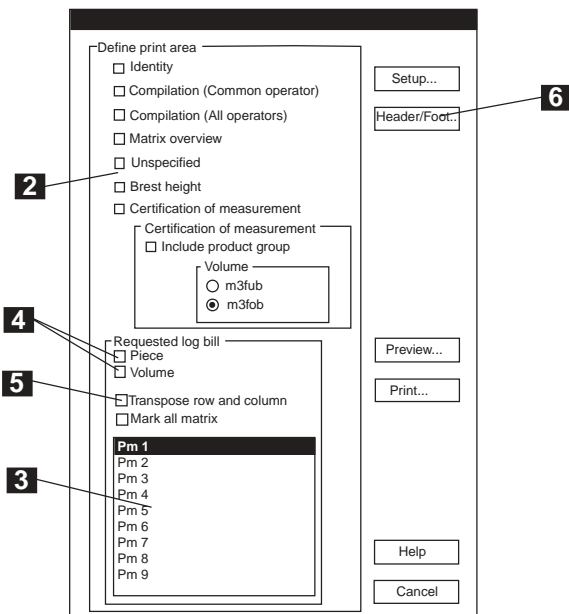 Define print area
Identity
Setup...
Compilation (Common operator)
6
Compilation (All operators)
Header/Foot..
Matrix overview
Unspecified
2
Brest height
Certification of measurement
Certification of measurement
Include product group
Volume
m3fub
m3fob
4
Requested log bill
Piece
Preview...
Volume
5
Transpose row and column
Print...
Mark all matrix
Pm 1
Pm 2
3
Pm 3
Pm 4
Pm 5
Pm 6
Pm 7
Pm 8
Pm 9
Help
Cancel